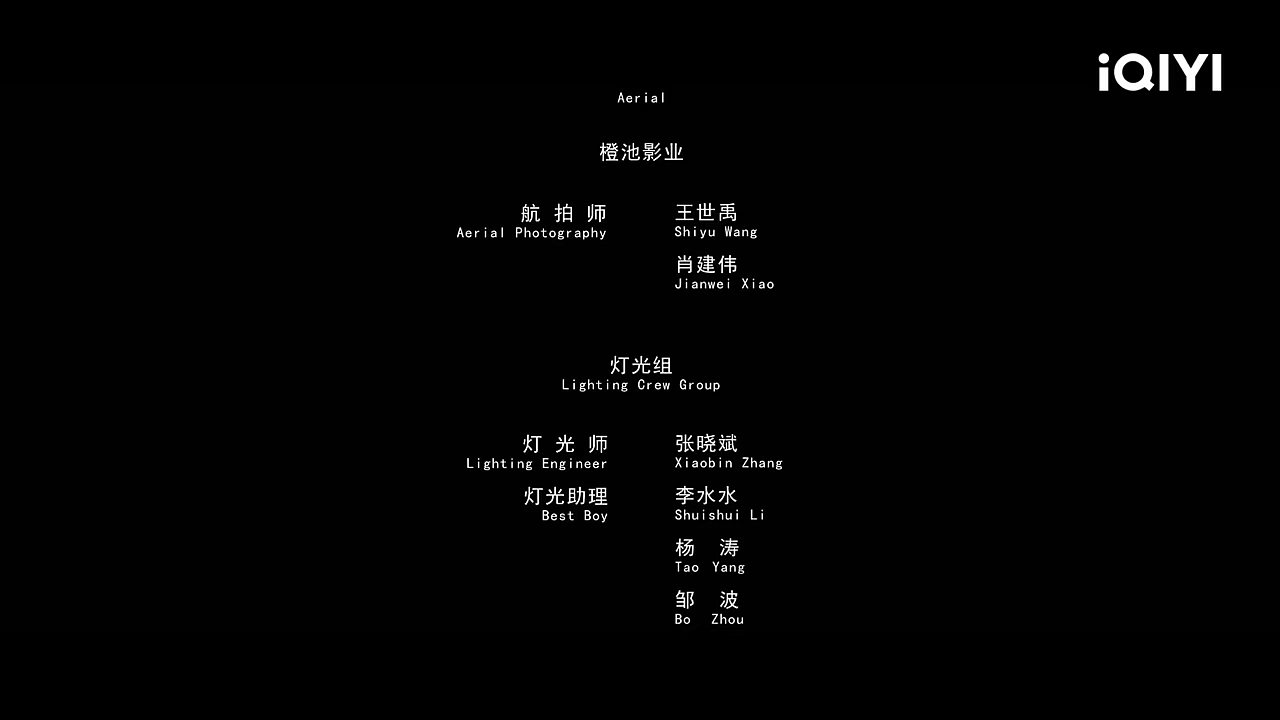 iQIYI
Aerial
橙池影业
航 拍 师 王世禹
Aerial Photography Shiyu Wang
肖建伟
Jianwei Xiao
灯光组
Lighting Crew Group
灯 光 师 张晓斌
Lighting Engineer Xiaobin Zhang
灯光助理 李水水
Best Boy Shuishui Li
杨 涛
Tao Yang
邹 波
Bo Zhou